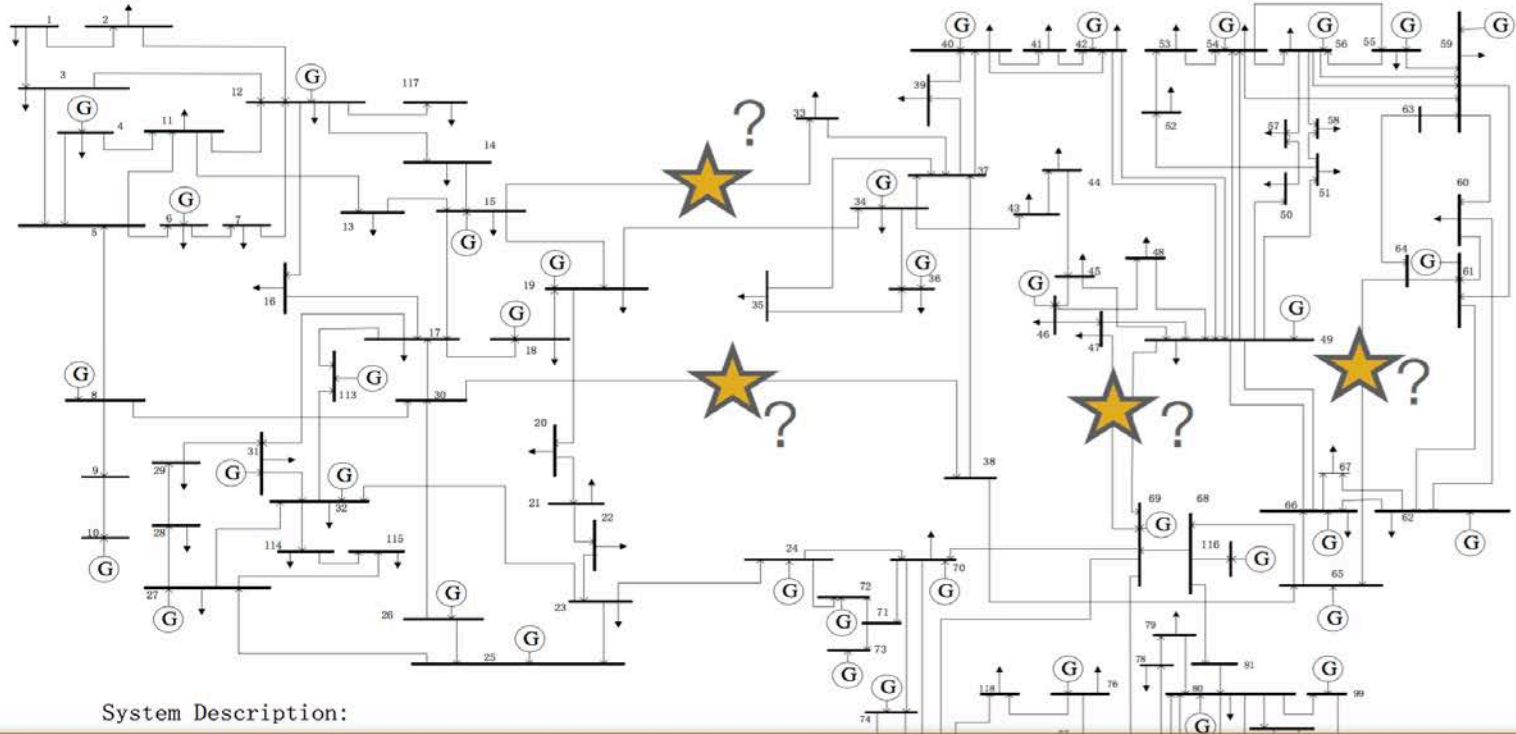 1 2 G 40 41 G 42 53 G 54 G 56 G 55 59 G
3 12 G 117 39 63
G 4 11 ? 33 52 57 58
14 37 44 51
G 6 7 13 15 G 34 43 50 60
5 G G 36 48 64 G 61
16 G 19 35 45 G
17 G 18 46 47 G 49
G 8 113 G 30 ? ? ?
20
9 29 31 G G 32 21 22 38 69 G 68 66 G 67 62 G
10 G 28 114 115 24 70 116 G
27 G 26 G 23 G 72 71 G 65 G
25 G G 73 G 79 78 81
G 74 118 G 76 80 G G 99
System Description: